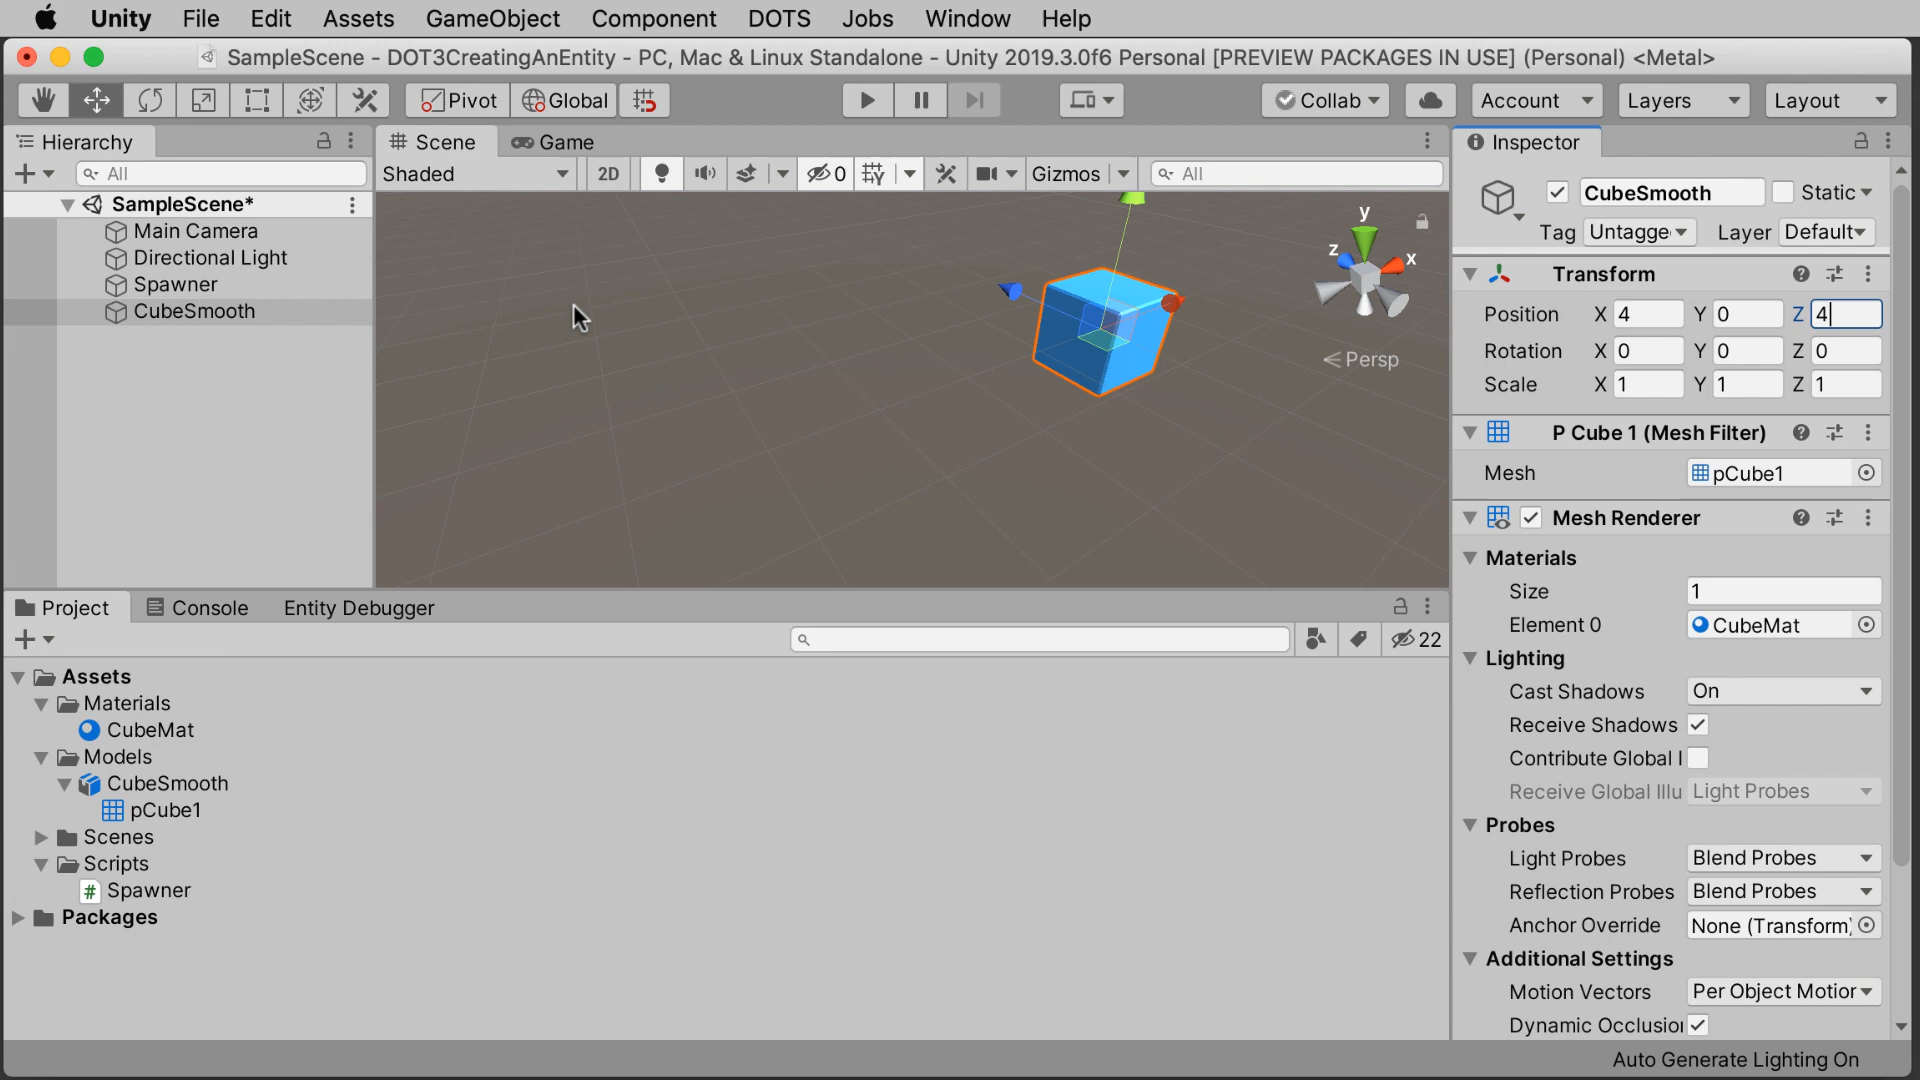 Unity File Edit Assets GameObject Component DOTS Jobs Window Help
SampleScene - DOT3CreatingAnEntity - PC, Mac & Linux Standalone - Unity 2019.3.0f6 Personal [PREVIEW PACKAGES IN USE] (Personal) <Metal>
Pivot Global Collab Account Layers Layout
Hierarchy
All
SampleScene*
Main Camera
Directional Light
Spawner
CubeSmooth
Scene Game
Shaded 2D 0 Gizmos All
y
z x
Persp
Project Console Entity Debugger
22
Assets
Materials
CubeMat
Models
CubeSmooth
pCube1
Scenes
Scripts
# Spawner
Packages
Inspector
CubeSmooth Static
Tag Untagge Layer Default
Transform
Position X 4 Y 0 Z 4
Rotation X 0 Y 0 Z 0
Scale X 1 Y 1 Z 1
P Cube 1 (Mesh Filter)
Mesh pCube1
Mesh Renderer
Materials
Size 1
Element 0 CubeMat
Lighting
Cast Shadows On
Receive Shadows
Contribute Global I
Receive Global Illu Light Probes
Probes
Light Probes Blend Probes
Reflection Probes Blend Probes
Anchor Override None (Transform)
Additional Settings
Motion Vectors Per Object Motior
Dynamic Occlusio
Auto Generate Lighting On